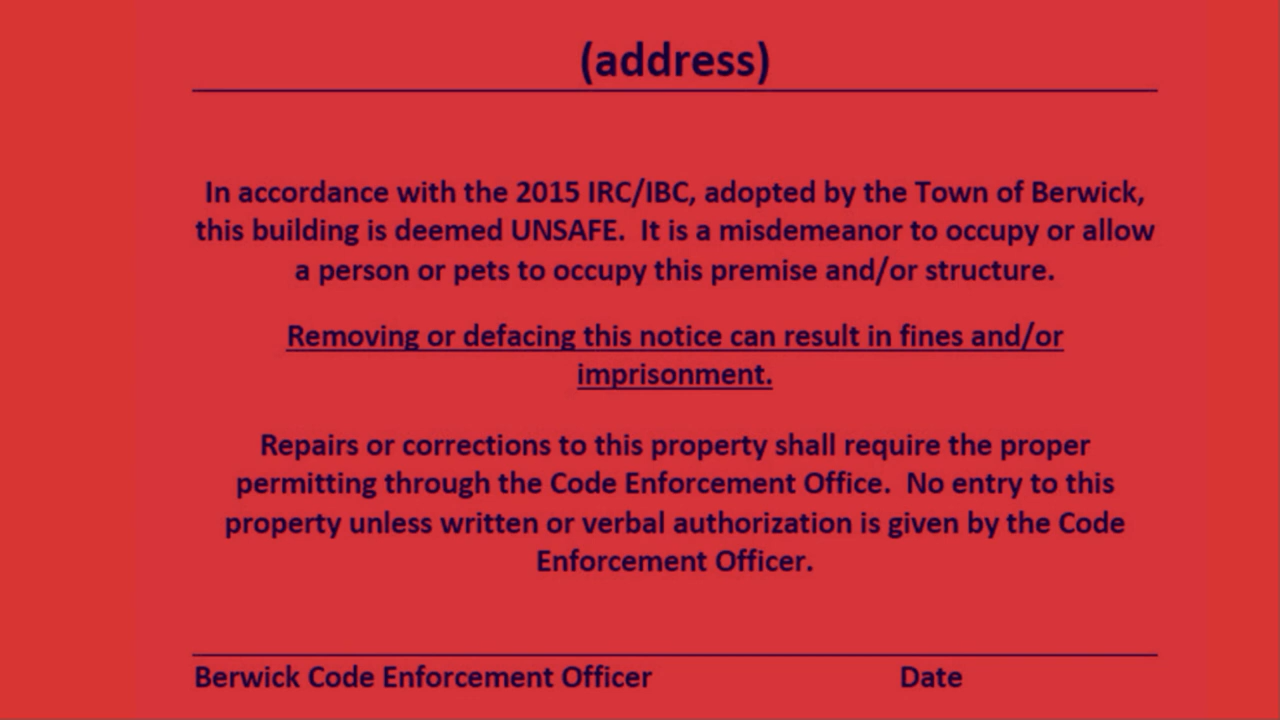 (address)
In accordance with the 2015 IRC/IBC, adopted by the Town of Berwick,
this building is deemed UNSAFE.  It is a misdemeanor to occupy or allow
a person or pets to occupy this premise and/or structure.
Removing or defacing this notice can result in fines and/or
imprisonment.
Repairs or corrections to this property shall require the proper
permitting through the Code Enforcement Office.  No entry to this
property unless written or verbal authorization is given by the Code
Enforcement Officer.
Berwick Code Enforcement Officer Date